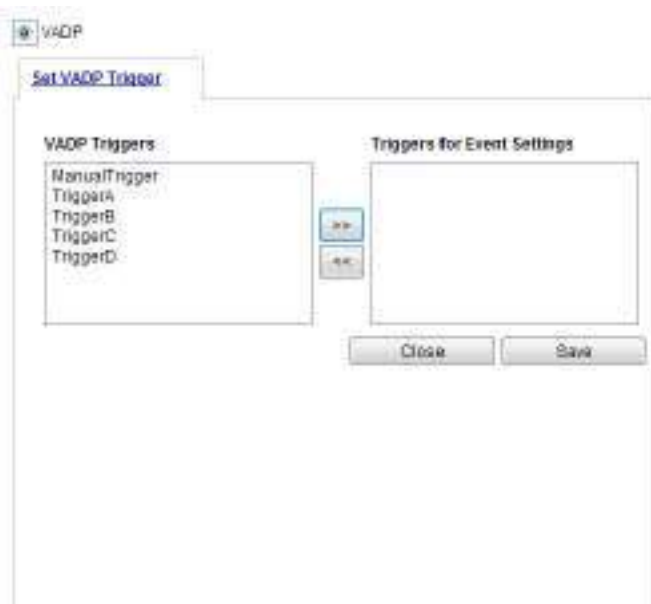 VADP
Set VADP Trigger
VADP Triggers
Triggers for Event Settings
ManualTrigger
TriggerA
TriggerB
TriggerC
TriggerD
>>
<<
Close
Save